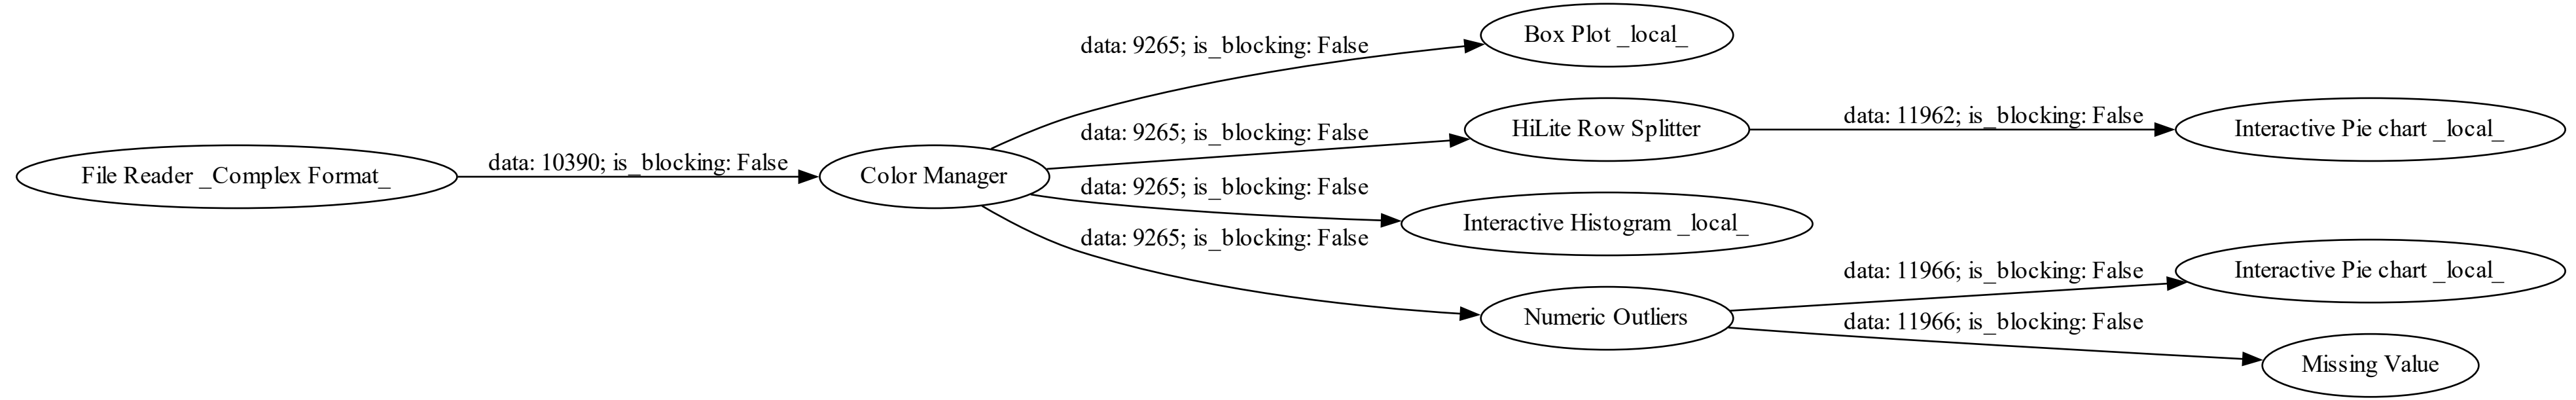 File Reader _Complex Format_
data: 10390; is_blocking: False
Color Manager
data: 9265; is_blocking: False
Box Plot _local_
data: 9265; is_blocking: False
HiLite Row Splitter
data: 11962; is_blocking: False
Interactive Pie chart _local_
data: 9265; is_blocking: False
Interactive Histogram _local_
data: 9265; is_blocking: False
Numeric Outliers
data: 11966; is_blocking: False
Interactive Pie chart _local_
data: 11966; is_blocking: False
Missing Value